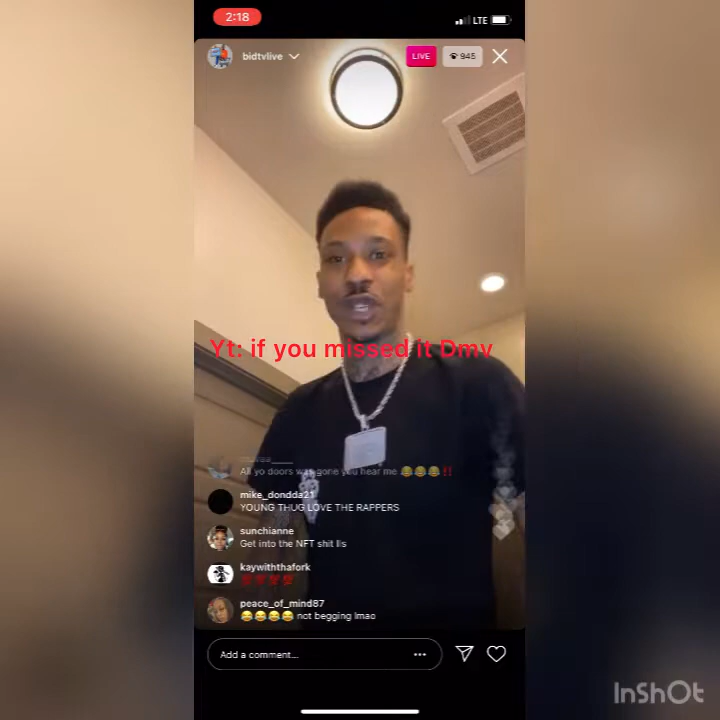 2:18
LTE
bidtvlive
LIVE
945
Yt: if you missed it Dmv
All yo doors was gone you hear me 😂😂😂‼️
mike_dondda21
YOUNG THUG LOVE THE RAPPERS
sunchianne
Get into the NFT shit lls
kaywiththafork
💯💯💯💯
peace_of_mind87
😂😂😂😂 not begging lmao
Add a comment...
InShOt